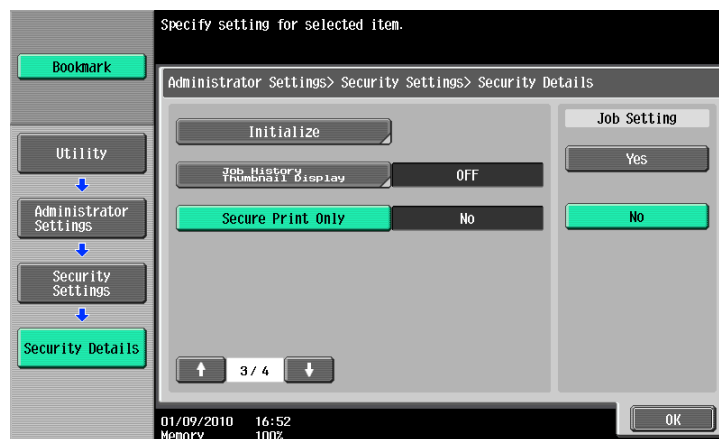 Specify setting for selected item.
Bookmark
Administrator Settings> Security Settings> Security Details
Utility
Administrator
Settings
Security
Settings
Security Details
Initialize
Job History
Thumbnail Display
OFF
Secure Print Only
No
3/ 4
Job Setting
Yes
No
OK
01/09/2010 16:52
Memory 100%